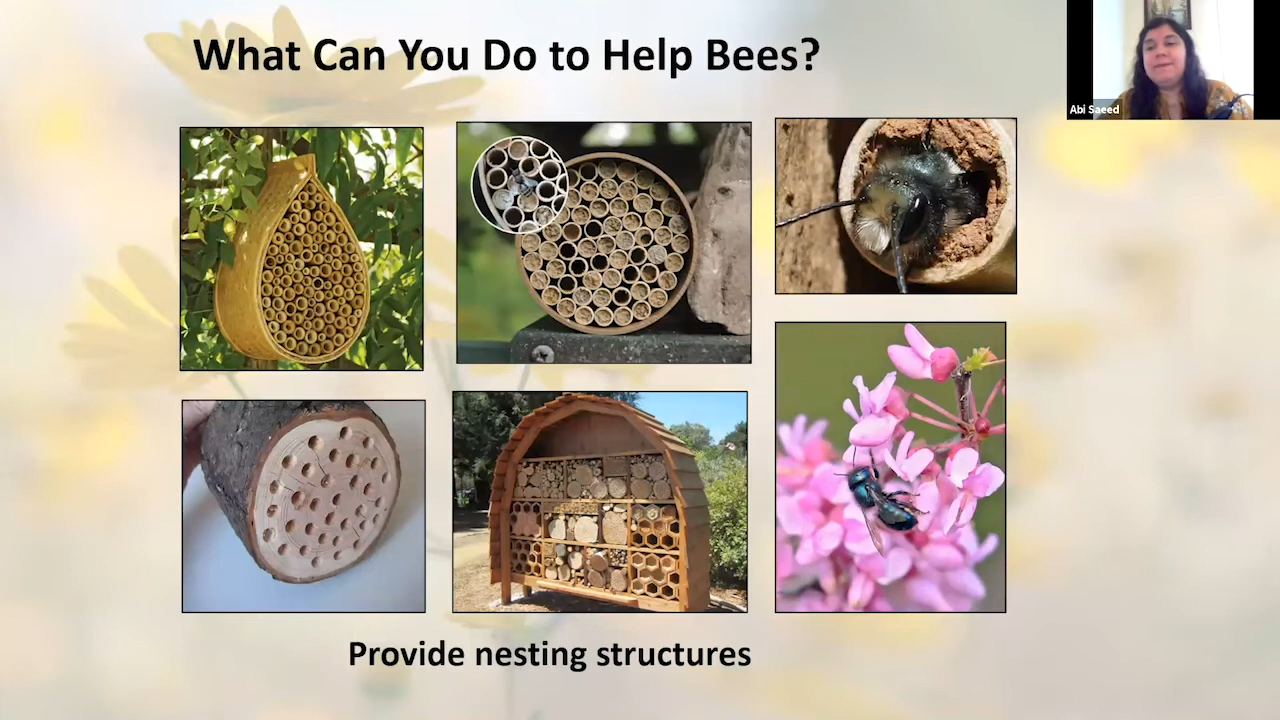 What Can You Do to Help Bees?
Abi Saeed
Provide nesting structures